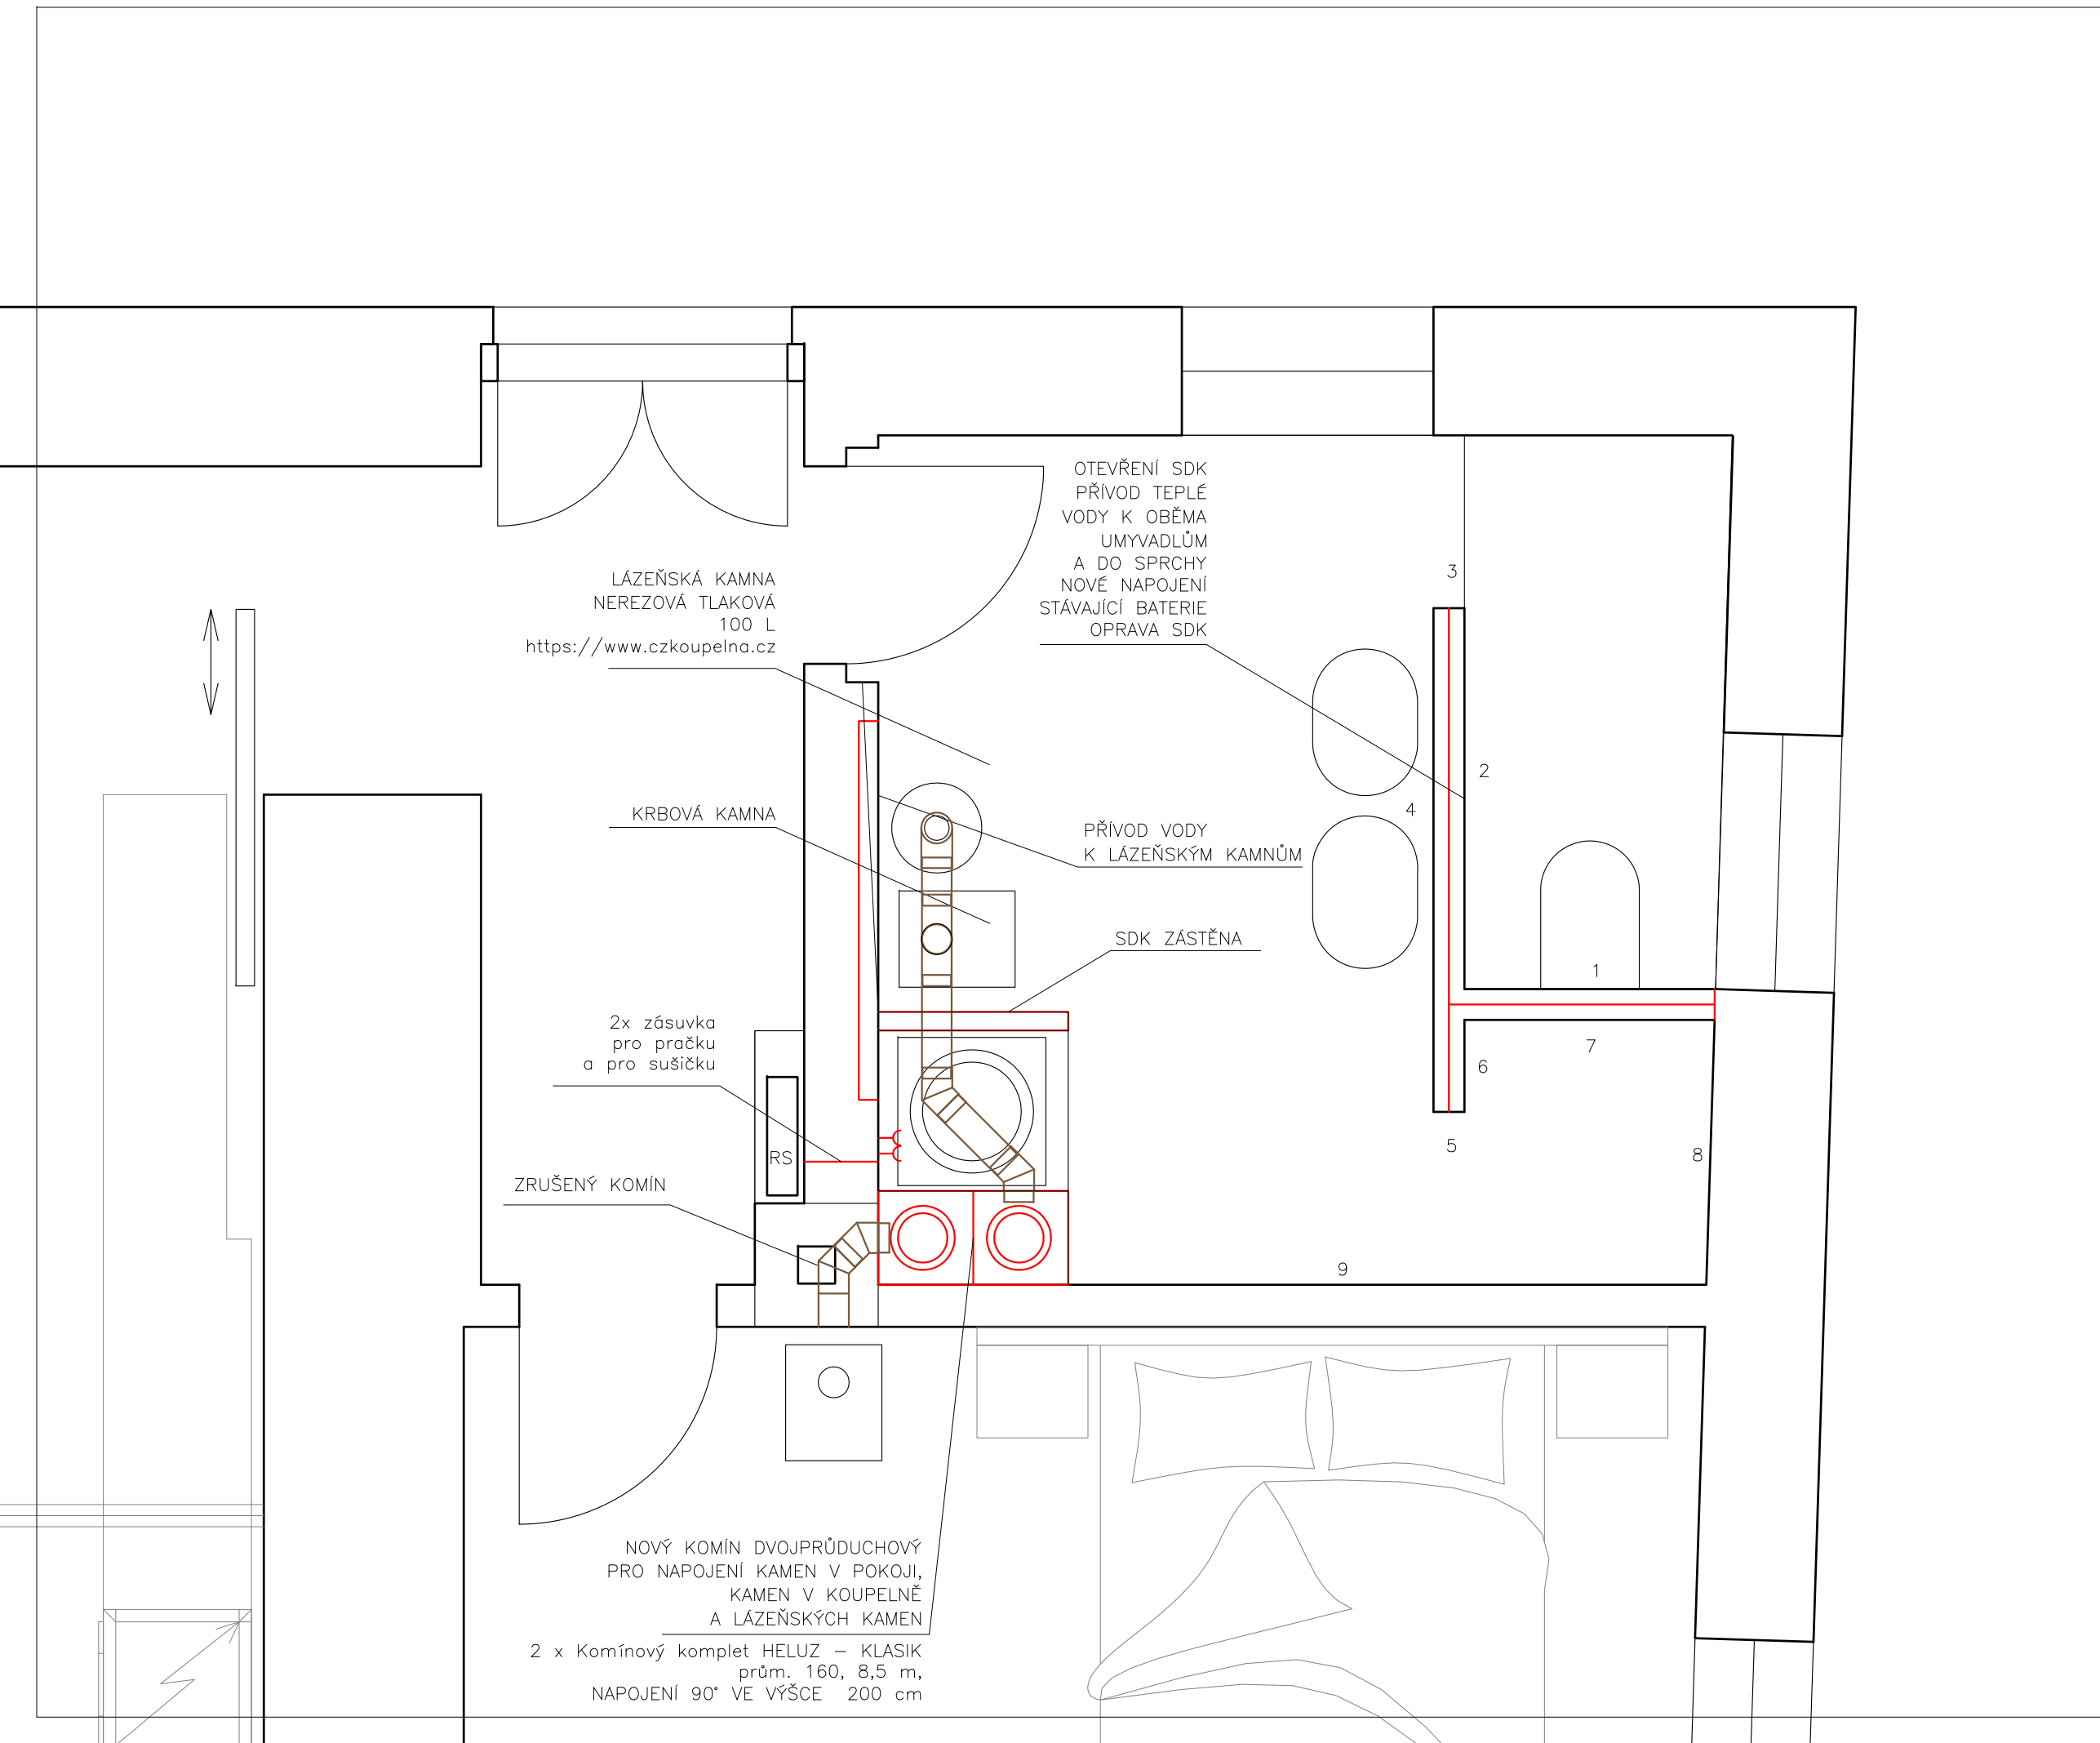 OTEVŘENÍ SDK
PŘÍVOD TEPLÉ
VODY K OBĚMA
UMYVADLŮM
A DO SPRCHY
NOVÉ NAPOJENÍ
STÁVAJÍCÍ BATERIE
OPRAVA SDK
LÁZEŇSKÁ KAMNA
NEREZOVÁ TLAKOVÁ
100 L
https://www.czkoupelna.cz
3
2
4
KRBOVÁ KAMNA
PŘÍVOD VODY
K LÁZEŇSKÝM KAMNŮM
SDK ZÁSTĚNA
1
2x zásuvka
pro pračku
a pro sušičku
7
6
5
8
RS
ZRUŠENÝ KOMÍN
9
NOVÝ KOMÍN DVOJPRŮDUCHOVÝ
PRO NAPOJENÍ KAMEN V POKOJI,
KAMEN V KOUPELNĚ
A LÁZEŇSKÝCH KAMEN
2 x Komínový komplet HELUZ – KLASIK
prům. 160, 8,5 m,
NAPOJENÍ 90° VE VÝŠCE 200 cm